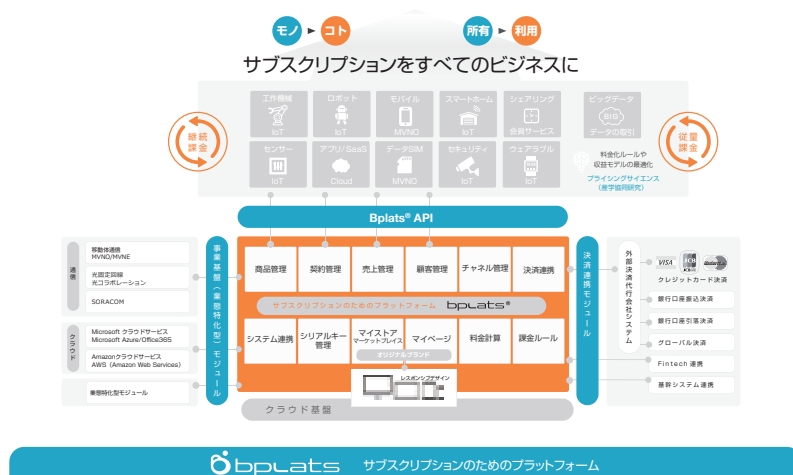 モノ ▶ コト
所有 ▶ 利用
サブスクリプションをすべてのビジネスに
継続
課金
工作機械
IoT
ロボット
IoT
モバイル
MVNO
スマートホーム
IoT
シェアリング
会員サービス
ビックデータ
BIG
データの取引
センサー
IoT
アプリ/SaaS
Cloud
データSIM
MVNO
セキュリティ
IoT
ウェアラブル
IoT
料金化ルールや
収益モデルの最適化
プライシングサイエンス
(産学協同研究)
従量
課金
Bplats® API
通信
移動体通信
MVNO/MVNE
光固定回線
光コラボレーション
SORACOM
クラウド
Microsoft クラウドサービス
Microsoft Azure/Office365
Amazonクラウドサービス
AWS（Amazon Web Services）
業態特化型モジュール
事業基盤(業態特化型)モジュール
商品管理
契約管理
売上管理
顧客管理
チャネル管理
決済連携
サブスクリプションのためのプラットフォーム bplats®
システム連携
シリアルキー
管理
マイストア
マーケットプレイス
オリジナルブランド
マイページ
料金計算
課金ルール
レスポンシブデザイン
クラウド基盤
決済連携モジュール
外部決済代行会社システム
VISA
JCB
MasterCard
クレジットカード決済
銀行口座振込決済
銀行口座引落決済
グローバル決済
Fintech 連携
基幹システム連携
bplats サブスクリプションのためのプラットフォーム